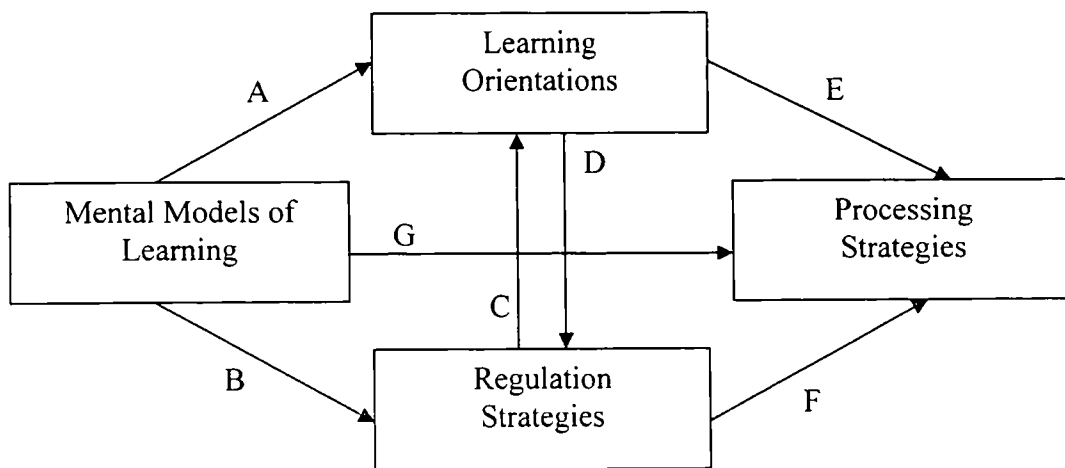 Learning
Orientations
A
E
D
Mental Models of
Learning
G
Processing
Strategies
C
B
Regulation
Strategies
F